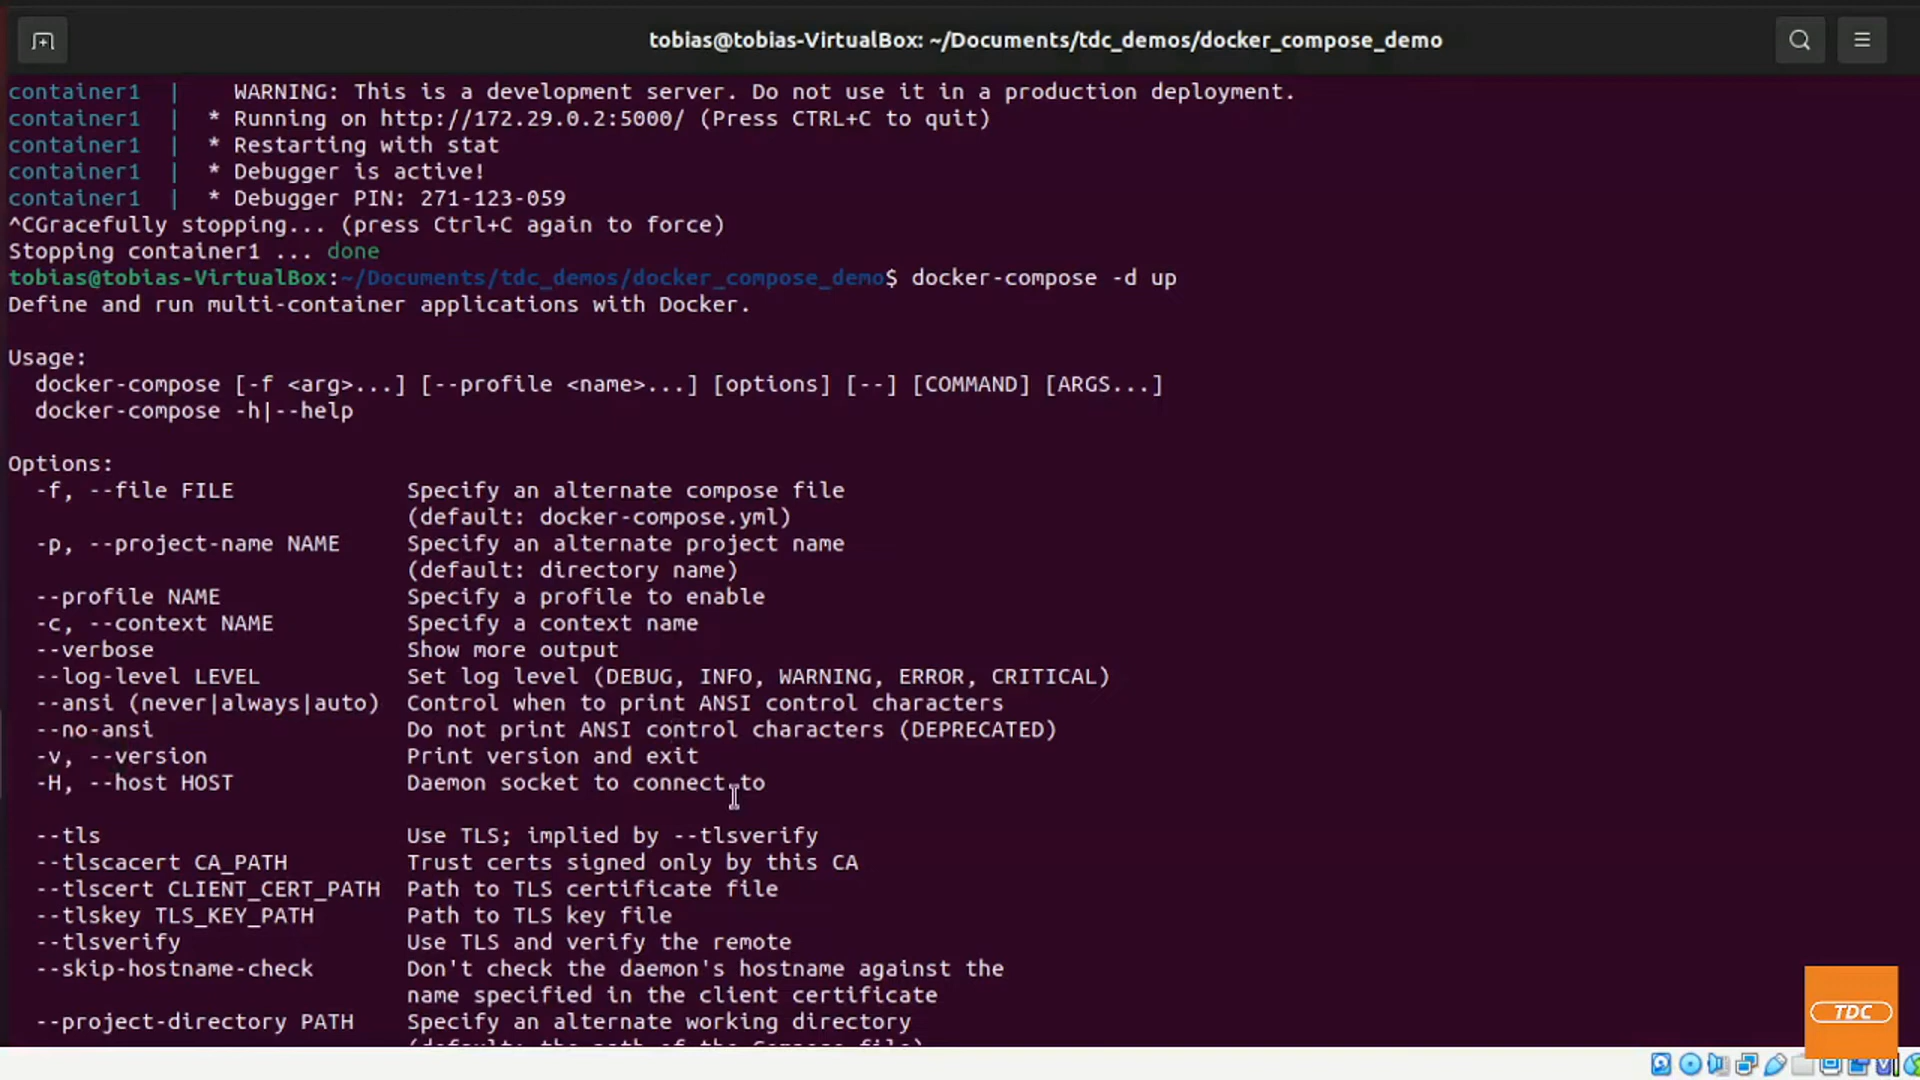 tobias@tobias-VirtualBox: ~/Documents/tdc_demos/docker_compose_demo
container1  |    WARNING: This is a development server. Do not use it in a production deployment.
container1  |  * Running on http://172.29.0.2:5000/ (Press CTRL+C to quit)
container1  |  * Restarting with stat
container1  |  * Debugger is active!
container1  |  * Debugger PIN: 271-123-059
^CGracefully stopping... (press Ctrl+C again to force)
Stopping container1 ... done
tobias@tobias-VirtualBox:~/Documents/tdc_demos/docker_compose_demo$ docker-compose -d up
Define and run multi-container applications with Docker.
Usage:
  docker-compose [-f <arg>...] [--profile <name>...] [options] [--] [COMMAND] [ARGS...]
  docker-compose -h|--help
Options:
  -f, --file FILE             Specify an alternate compose file
                              (default: docker-compose.yml)
  -p, --project-name NAME     Specify an alternate project name
                              (default: directory name)
  --profile NAME              Specify a profile to enable
  -c, --context NAME          Specify a context name
  --verbose                   Show more output
  --log-level LEVEL           Set log level (DEBUG, INFO, WARNING, ERROR, CRITICAL)
  --ansi (never|always|auto)  Control when to print ANSI control characters
  --no-ansi                   Do not print ANSI control characters (DEPRECATED)
  -v, --version               Print version and exit
  -H, --host HOST             Daemon socket to connect to
  --tls                       Use TLS; implied by --tlsverify
  --tlscacert CA_PATH         Trust certs signed only by this CA
  --tlscert CLIENT_CERT_PATH  Path to TLS certificate file
  --tlskey TLS_KEY_PATH       Path to TLS key file
  --tlsverify                 Use TLS and verify the remote
  --skip-hostname-check       Don't check the daemon's hostname against the
                              name specified in the client certificate
  --project-directory PATH    Specify an alternate working directory
                              (default: the path of the Compose file)
TDC